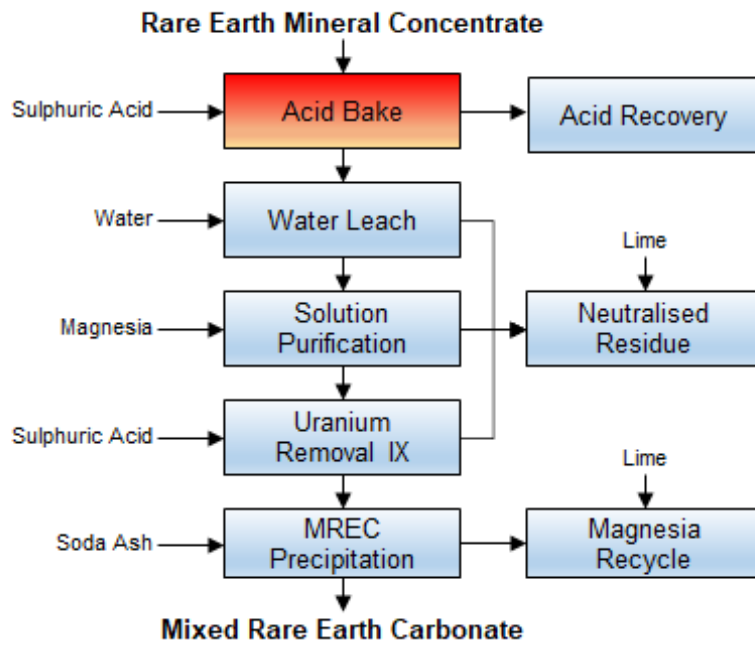 Rare Earth Mineral Concentrate
Sulphuric Acid
Acid Bake
Acid Recovery
Water
Water Leach
Lime
Magnesia
Solution
Purification
Neutralised
Residue
Sulphuric Acid
Uranium
Removal IX
Lime
Soda Ash
MREC
Precipitation
Magnesia
Recycle
Mixed Rare Earth Carbonate